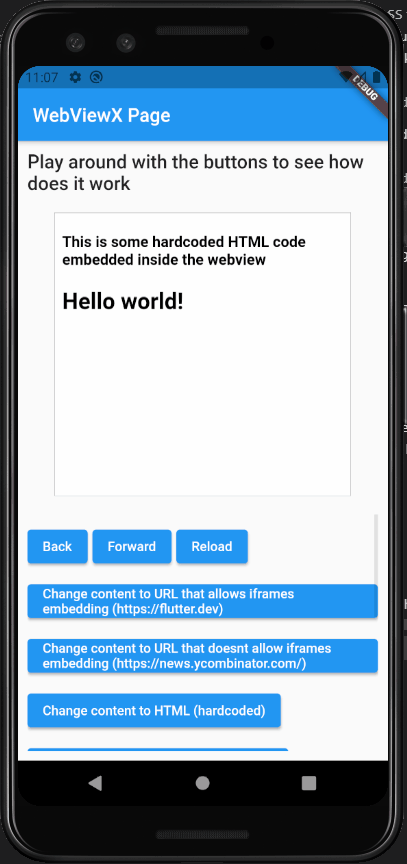 SS
11:07
DEBUG
WebViewX Page
Play around with the buttons to see how
does it work
This is some hardcoded HTML code
embedded inside the webview
Hello world!
Back Forward Reload
Change content to URL that allows iframes
embedding (https://flutter.dev)
Change content to URL that doesnt allow iframes
embedding (https://news.ycombinator.com/)
Change content to HTML (hardcoded)